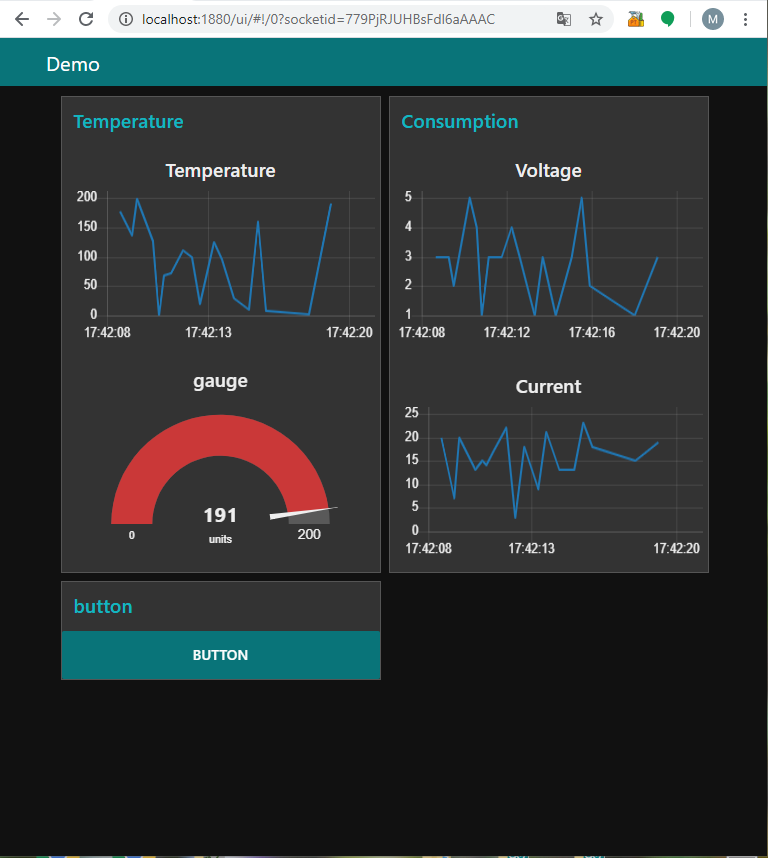 localhost:1880/ui/#!/0?socketid=779PjRJUHBsFdl6aAAAC
M
Demo
Temperature
Temperature
200
150
100
50
0
17:42:08 17:42:13 17:42:20
gauge
191
units
0
200
Consumption
Voltage
5
4
3
2
1
17:42:08 17:42:12 17:42:16 17:42:20
Current
25
20
15
10
5
0
17:42:08 17:42:13 17:42:20
button
BUTTON